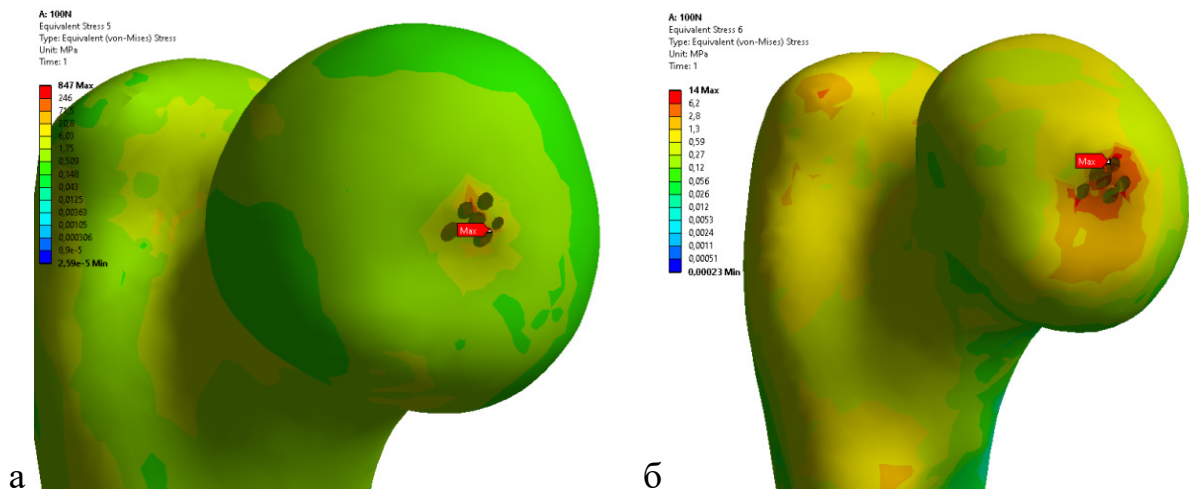 A: 100N
Equivalent Stress 5
Type: Equivalent (von-Mises) Stress
Unit: MPa
Time: 1
847 Max
246
71,5
20,8
6,03
1,75
0,509
0,148
0,043
0,0125
0,00363
0,00105
0,000306
8,9e-5
2,59e-5 Min
Max
а
A: 100N
Equivalent Stress 6
Type: Equivalent (von-Mises) Stress
Unit: MPa
Time: 1
14 Max
6,2
2,8
1,3
0,59
0,27
0,12
0,056
0,026
0,012
0,0053
0,0024
0,0011
0,00051
0,00023 Min
Max
б